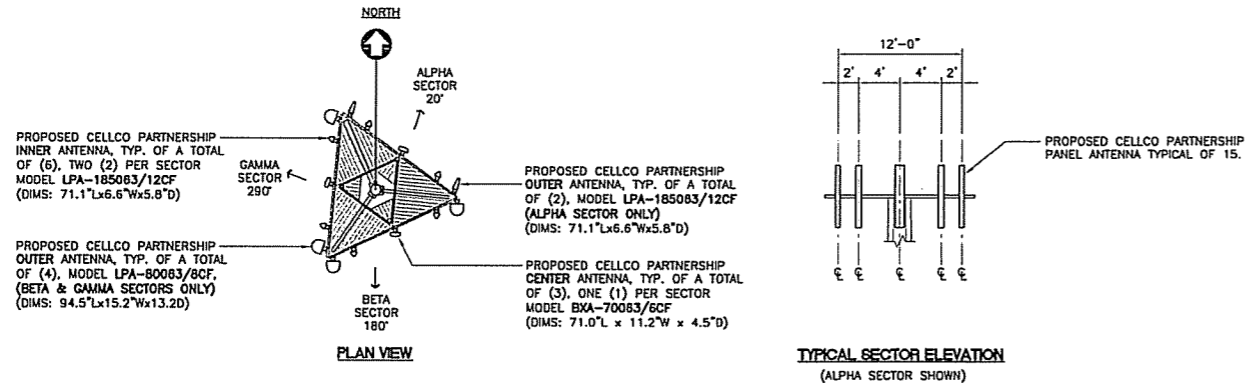 NORTH
ALPHA
SECTOR
20°
PROPOSED CELLCO PARTNERSHIP
INNER ANTENNA, TYP. OF A TOTAL
OF (6), TWO (2) PER SECTOR
MODEL LPA-185063/12CF
(DIMS: 71.1"Lx6.6"Wx5.8"D)
GAMMA
SECTOR
290°
PROPOSED CELLCO PARTNERSHIP
OUTER ANTENNA, TYP. OF A TOTAL
OF (2), MODEL LPA-185063/12CF
(ALPHA SECTOR ONLY)
(DIMS: 71.1"Lx6.6"Wx5.8"D)
PROPOSED CELLCO PARTNERSHIP
OUTER ANTENNA, TYP. OF A TOTAL
OF (4), MODEL LPA-80063/8CF,
(BETA & GAMMA SECTORS ONLY)
(DIMS: 94.5"Lx15.2"Wx13.2D)
PROPOSED CELLCO PARTNERSHIP
CENTER ANTENNA, TYP. OF A TOTAL
OF (3), ONE (1) PER SECTOR
MODEL BXA-70063/6CF
(DIMS: 71.0"L x 11.2"W x 4.5"D)
BETA
SECTOR
180°
PLAN VIEW
12'-0"
2' 4' 4' 2'
PROPOSED CELLCO PARTNERSHIP
PANEL ANTENNA TYPICAL OF 15.
℄ ℄ ℄ ℄ ℄
TYPICAL SECTOR ELEVATION
(ALPHA SECTOR SHOWN)